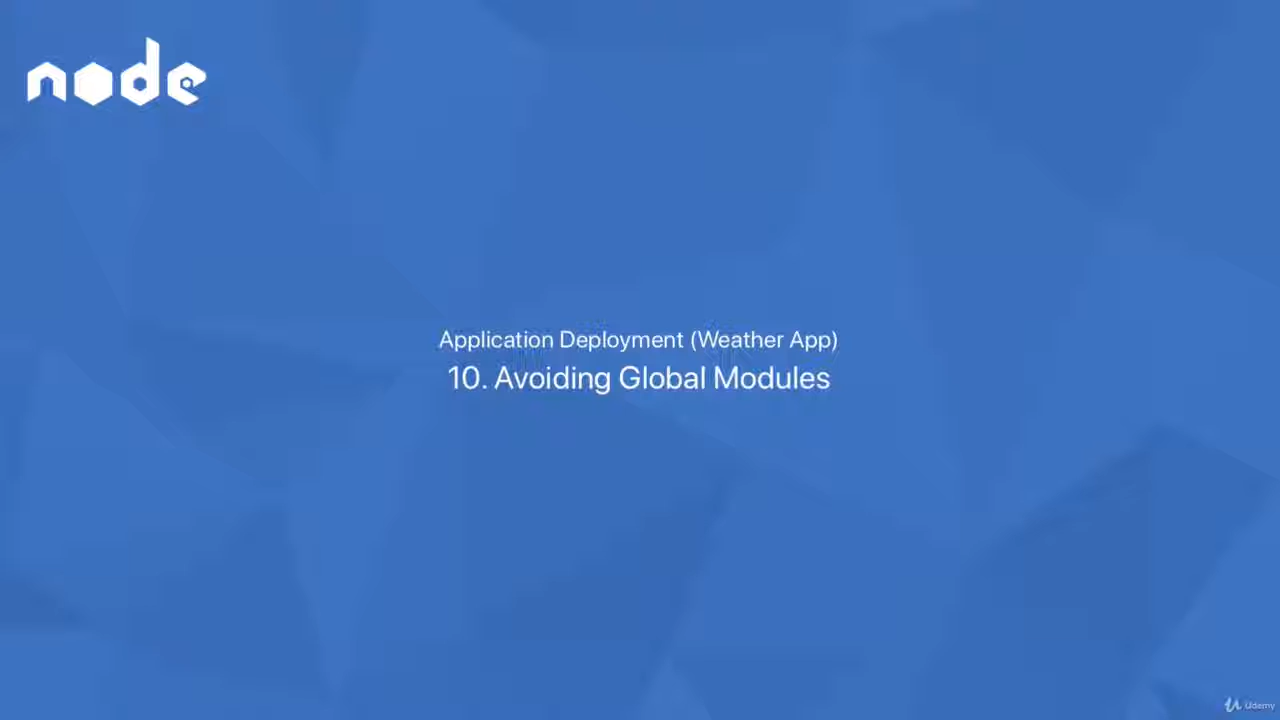 node
Application Deployment (Weather App)
10. Avoiding Global Modules
Udemy